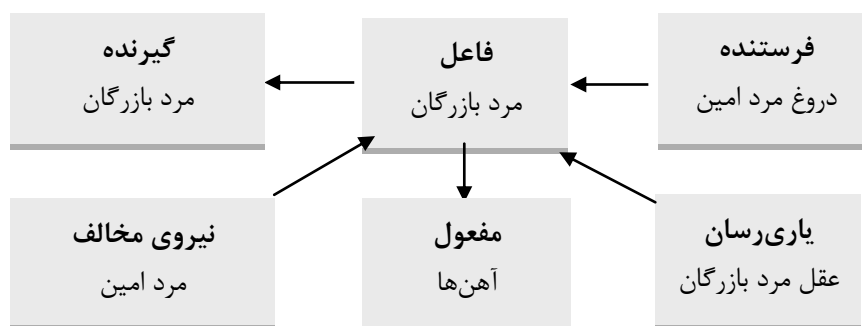 فرستنده
دروغ مرد امین
فاعل
مرد بازرگان
گیرنده
مرد بازرگان
یاری‌رسان
عقل مرد بازرگان
مفعول
آهن‌ها
نیروی مخالف
مرد امین